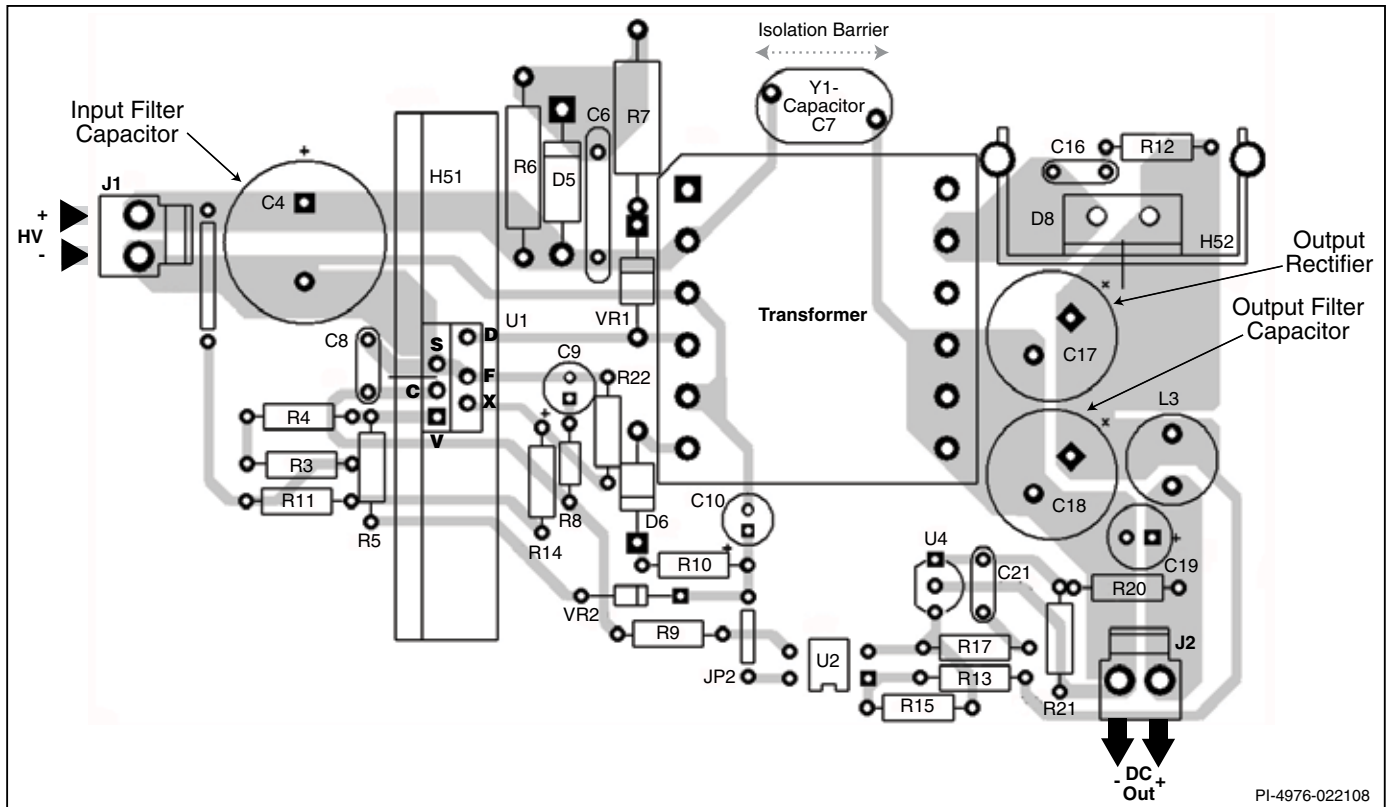 Isolation Barrier
Y1-
Capacitor
C7
Input Filter
Capacitor
+
J1
C4
H51
R6
D5
C6
R7
C16
R12
+
HV
-
D8
H52
Output
Rectifier
Transformer
VR1
U1
D
S
F
C
X
V
C8
C9
R22
+
C17
Output Filter
Capacitor
L3
R4
R3
R11
R5
R14
R8
D6
C10
+
C18
C19
+
R10
U4
C21
R20
VR2
R9
JP2
U2
R17
R13
R15
R21
J2
- DC +
Out
PI-4976-022108